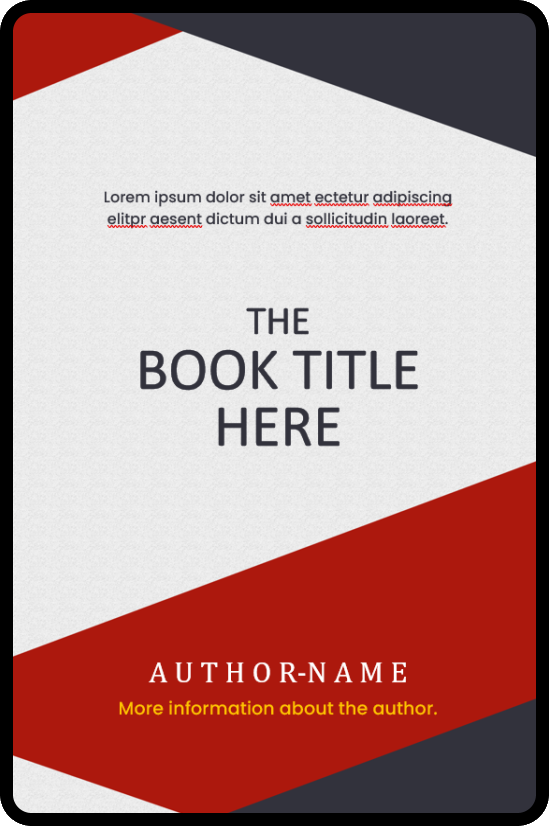 Lorem ipsum dolor sit amet ectetur adipiscing
elitpr aesent dictum dui a sollicitudin laoreet.
THE
BOOK TITLE
HERE
AUTHOR-NAME
More information about the author.